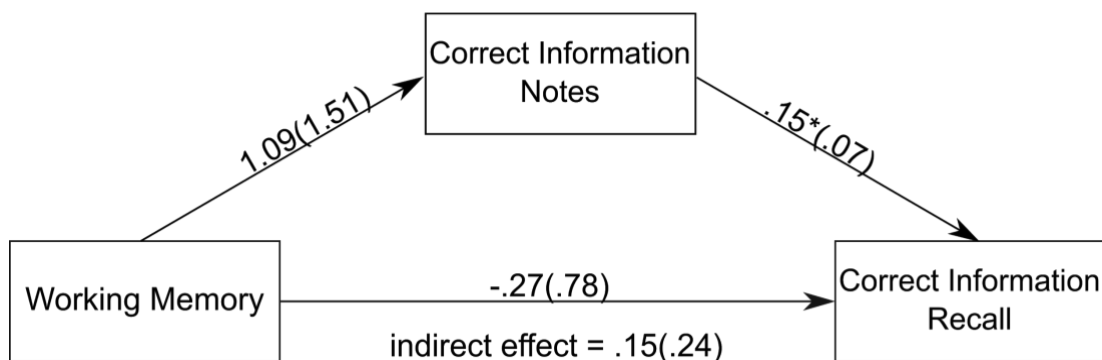 Correct Information
Notes
1.09(1.51)
.15*(.07)
Working Memory
-.27(.78)
Correct Information
Recall
indirect effect = .15(.24)